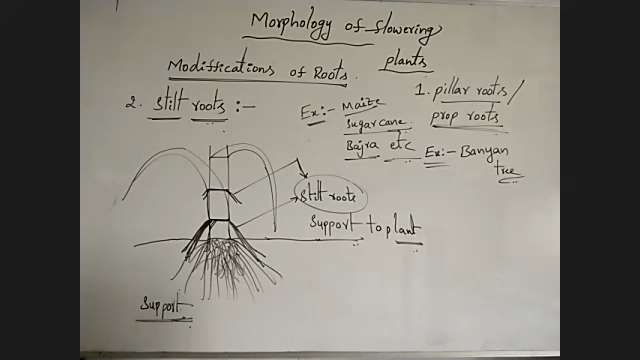 Morphology of flowering
plants
Modiffications of Roots.
1. pillar roots /
prop roots
Ex:- Banyan
tree
2. Stilt roots :-
Ex:- Maize
Sugarcane
Bajra etc
Stilt roots
Support to plant
Support